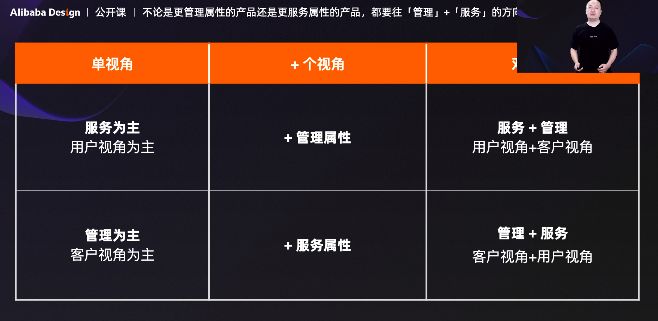 Alibaba Design | 公开课 | 不论是更管理属性的产品还是更服务属性的产品，都要往「管理」+「服务」的方
单视角
+ 个视角
服务为主
用户视角为主
+ 管理属性
服务 + 管理
用户视角+客户视角
管理为主
客户视角为主
+ 服务属性
管理 + 服务
客户视角+用户视角